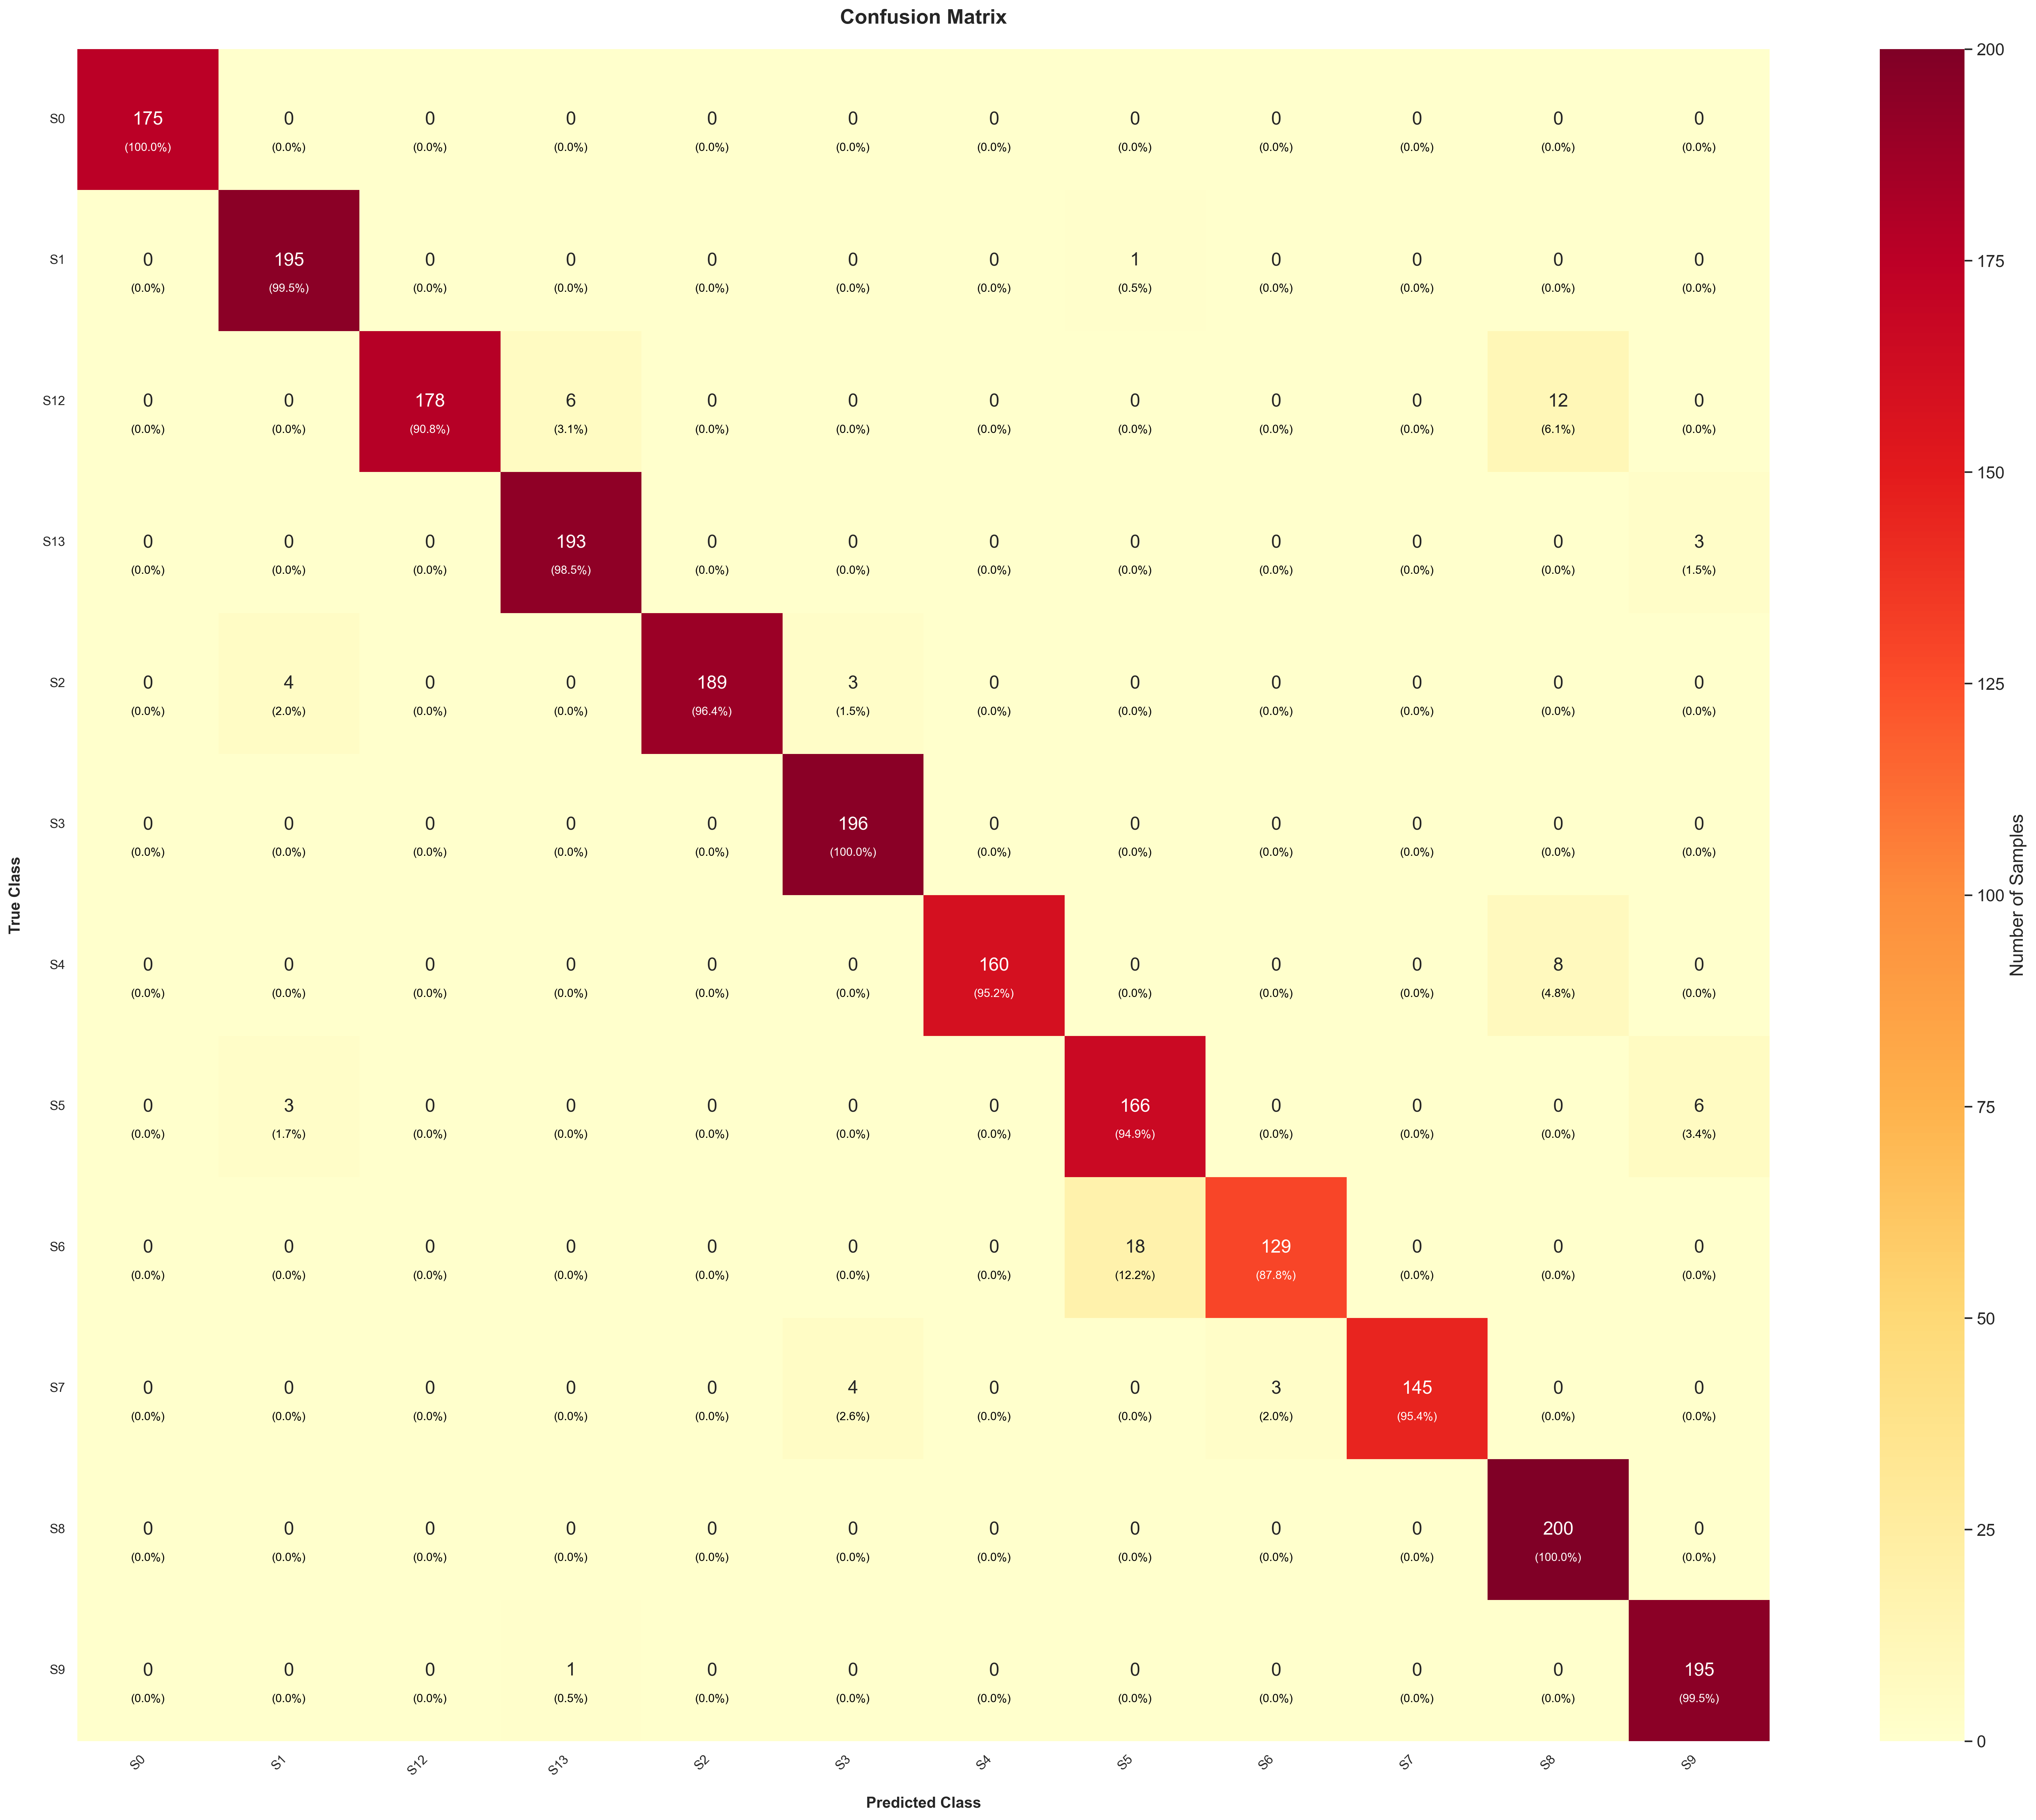 Confusion Matrix
S0 175 0 0 0 0 0 0 0 0 0 0 0
(100.0%) (0.0%) (0.0%) (0.0%) (0.0%) (0.0%) (0.0%) (0.0%) (0.0%) (0.0%) (0.0%) (0.0%)
S1 0 195 0 0 0 0 0 1 0 0 0 0
(0.0%) (99.5%) (0.0%) (0.0%) (0.0%) (0.0%) (0.0%) (0.5%) (0.0%) (0.0%) (0.0%) (0.0%)
S12 0 0 178 6 0 0 0 0 0 0 12 0
(0.0%) (0.0%) (90.8%) (3.1%) (0.0%) (0.0%) (0.0%) (0.0%) (0.0%) (0.0%) (6.1%) (0.0%)
S13 0 0 0 193 0 0 0 0 0 0 0 3
(0.0%) (0.0%) (0.0%) (98.5%) (0.0%) (0.0%) (0.0%) (0.0%) (0.0%) (0.0%) (0.0%) (1.5%)
S2 0 4 0 0 189 3 0 0 0 0 0 0
(0.0%) (2.0%) (0.0%) (0.0%) (96.4%) (1.5%) (0.0%) (0.0%) (0.0%) (0.0%) (0.0%) (0.0%)
S3 0 0 0 0 0 196 0 0 0 0 0 0
(0.0%) (0.0%) (0.0%) (0.0%) (0.0%) (100.0%) (0.0%) (0.0%) (0.0%) (0.0%) (0.0%) (0.0%)
S4 0 0 0 0 0 0 160 0 0 0 8 0
(0.0%) (0.0%) (0.0%) (0.0%) (0.0%) (0.0%) (95.2%) (0.0%) (0.0%) (0.0%) (4.8%) (0.0%)
S5 0 3 0 0 0 0 0 166 0 0 0 6
(0.0%) (1.7%) (0.0%) (0.0%) (0.0%) (0.0%) (0.0%) (94.9%) (0.0%) (0.0%) (0.0%) (3.4%)
S6 0 0 0 0 0 0 0 18 129 0 0 0
(0.0%) (0.0%) (0.0%) (0.0%) (0.0%) (0.0%) (0.0%) (12.2%) (87.8%) (0.0%) (0.0%) (0.0%)
S7 0 0 0 0 0 4 0 0 3 145 0 0
(0.0%) (0.0%) (0.0%) (0.0%) (0.0%) (2.6%) (0.0%) (0.0%) (2.0%) (95.4%) (0.0%) (0.0%)
S8 0 0 0 0 0 0 0 0 0 0 200 0
(0.0%) (0.0%) (0.0%) (0.0%) (0.0%) (0.0%) (0.0%) (0.0%) (0.0%) (0.0%) (100.0%) (0.0%)
S9 0 0 0 1 0 0 0 0 0 0 0 195
(0.0%) (0.0%) (0.0%) (0.5%) (0.0%) (0.0%) (0.0%) (0.0%) (0.0%) (0.0%) (0.0%) (99.5%)
S0 S1 S12 S13 S2 S3 S4 S5 S6 S7 S8 S9
Predicted Class
True Class
200
175
150
125
100
75
50
25
0
Number of Samples